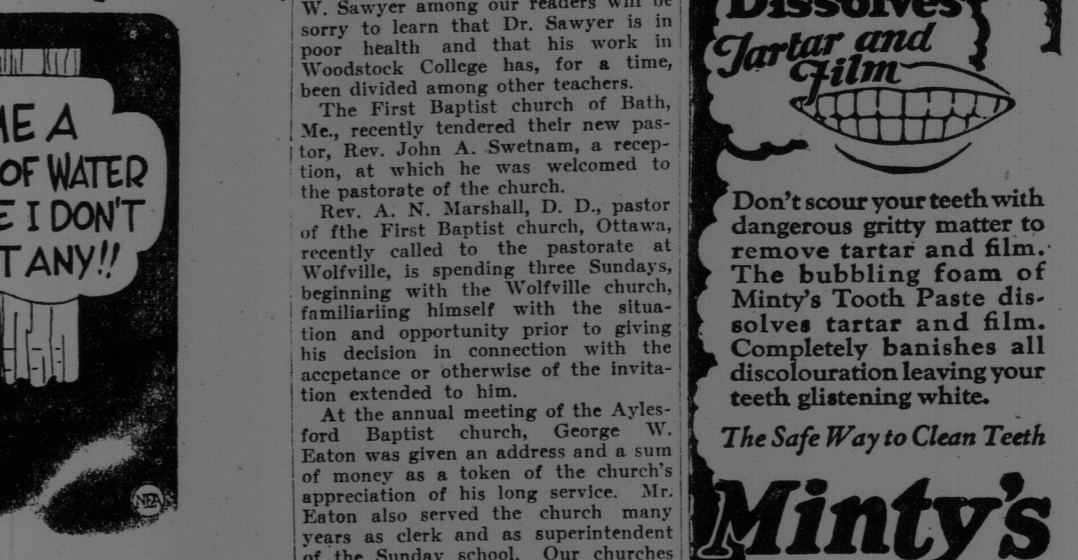 ME A
OF WATER
E I DON'T
T ANY!!
NEA
W. Sawyer among our readers will be
sorry to learn that Dr. Sawyer is in
poor health and that his work in
Woodstock College has, for a time,
been divided among other teachers.
The First Baptist church of Bath,
Me., recently tendered their new pas-
tor, Rev. John A. Swetnam, a recep-
tion, at which he was welcomed to
the pastorate of the church.
Rev. A. N. Marshall, D. D., pastor
of fthe First Baptist church, Ottawa,
recently called to the pastorate at
Wolfville, is spending three Sundays,
beginning with the Wolfville church,
familiariing himself with the situa-
tion and opportunity prior to giving
his decision in connection with the
accpetance or otherwise of the invita-
tion extended to him.
At the annual meeting of the Ayles-
ford Baptist church, George W.
Eaton was given an address and a sum
of money as a token of the church's
appreciation of his long service. Mr.
Eaton also served the church many
years as clerk and as superintendent
of the Sunday school. Our churches
Dissolves
Tartar and
Film
Don't scour your teeth with
dangerous gritty matter to
remove tartar and film.
The bubbling foam of
Minty's Tooth Paste dis-
solves tartar and film.
Completely banishes all
discolouration leaving your
teeth glistening white.
The Safe Way to Clean Teeth
Minty's